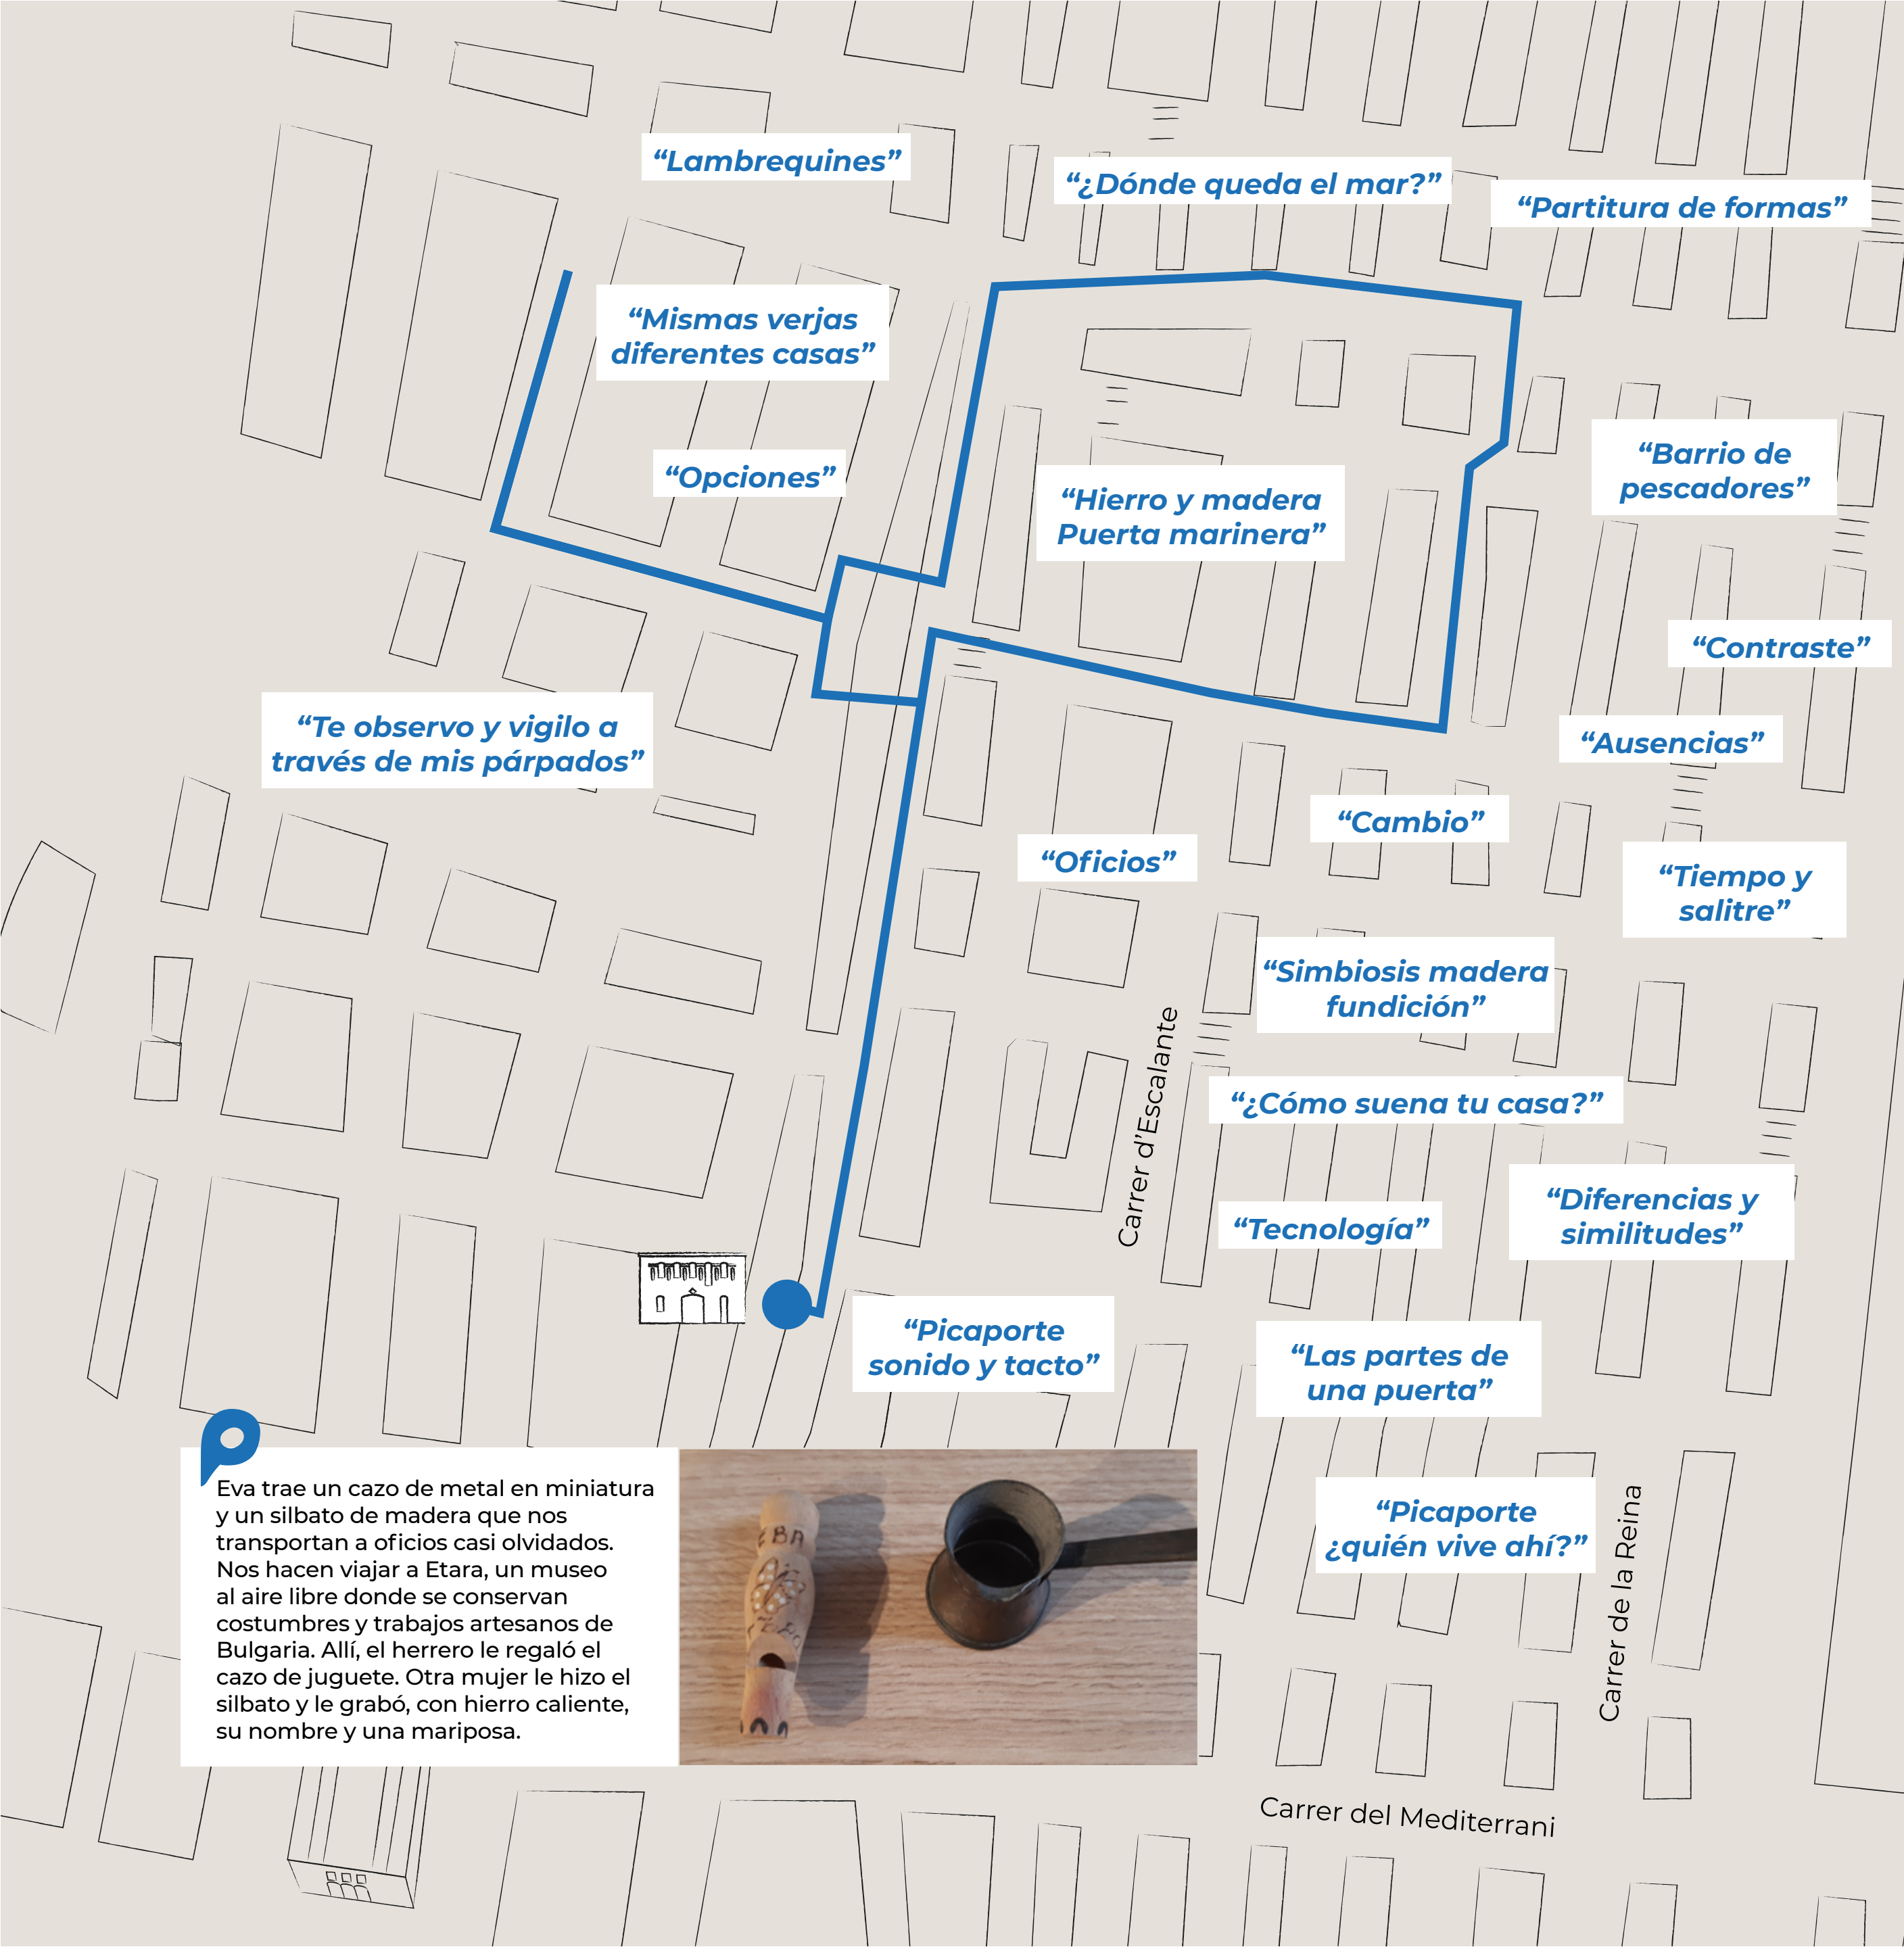 “Lambrequines”
“¿Dónde queda el mar?”
“Partitura de formas”
“Mismas verjas
diferentes casas”
“Opciones”
“Barrio de
pescadores”
“Hierro y madera
Puerta marinera”
“Contraste”
“Te observo y vigilo a
través de mis párpados”
“Ausencias”
“Cambio”
“Oficios”
“Tiempo y
salitre”
“Simbiosis madera
fundición”
Carrer d’Escalante
“¿Cómo suena tu casa?”
“Tecnología”
“Diferencias y
similitudes”
“Picaporte
sonido y tacto”
“Las partes de
una puerta”
“Picaporte
¿quién vive ahí?”
Carrer de la Reina
Eva trae un cazo de metal en miniatura
y un silbato de madera que nos
transportan a oficios casi olvidados.
Nos hacen viajar a Etara, un museo
al aire libre donde se conservan
costumbres y trabajos artesanos de
Bulgaria. Allí, el herrero le regaló el
cazo de juguete. Otra mujer le hizo el
silbato y le grabó, con hierro caliente,
su nombre y una mariposa.
ЕВА
Carrer del Mediterrani